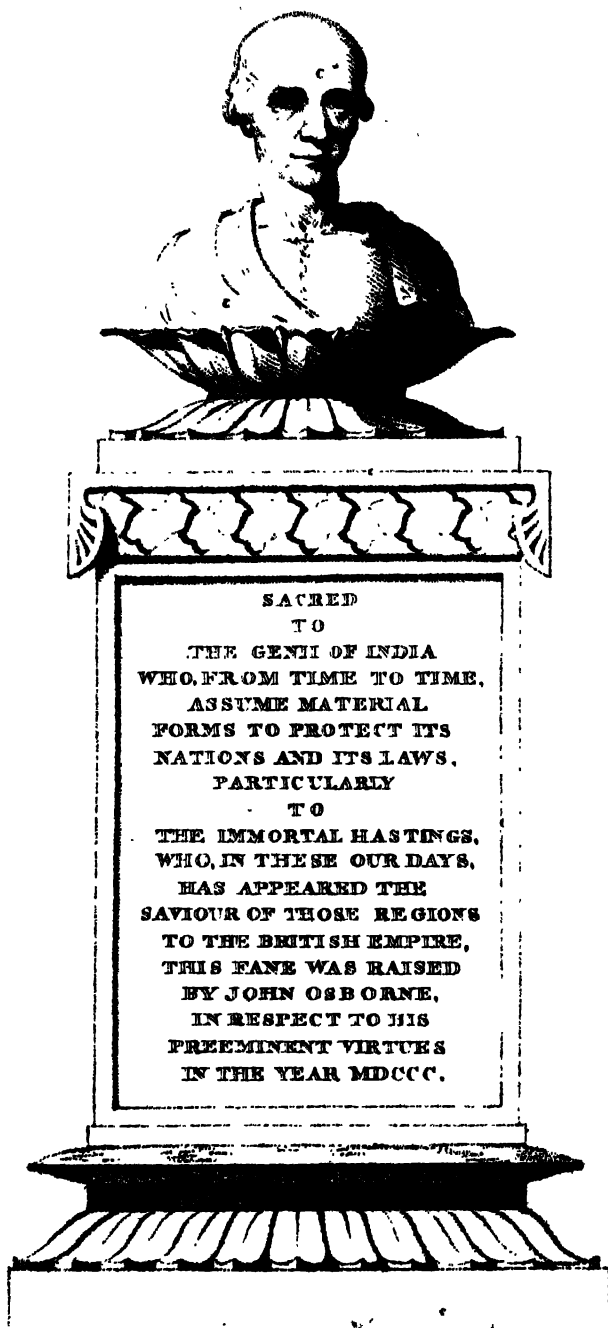 SACRED
TO
THE GENII OF INDIA
WHO, FROM TIME TO TIME,
ASSUME MATERIAL
FORMS TO PROTECT ITS
NATIONS AND ITS LAWS,
PARTICULARLY
TO
THE IMMORTAL HASTINGS,
WHO, IN THESE OUR DAYS,
HAS APPEARED THE
SAVIOUR OF THOSE REGIONS
TO THE BRITISH EMPIRE,
THIS FANE WAS RAISED
BY JOHN OSBORNE,
IN RESPECT TO HIS
PREEMINENT VIRTUES
IN THE YEAR MDCCC.